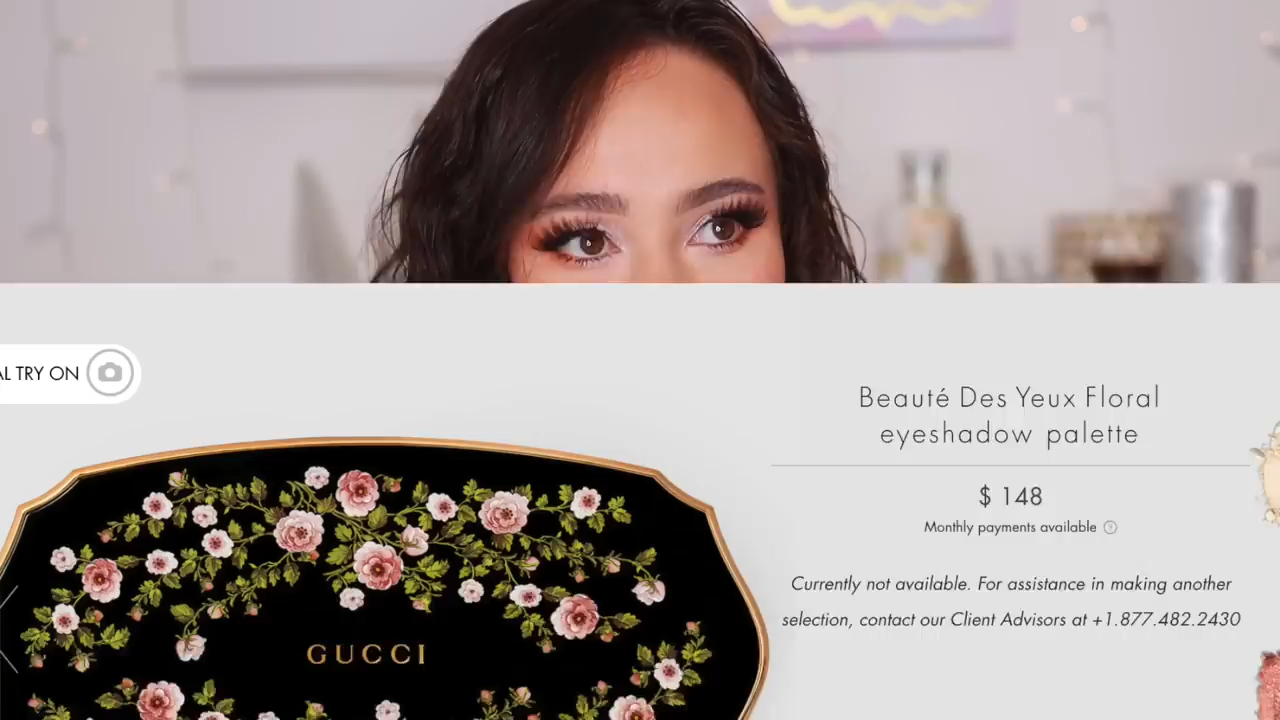 AL TRY ON
Beauté Des Yeux Floral
eyeshadow palette
$ 148
Monthly payments available
Currently not available. For assistance in making another
selection, contact our Client Advisors at +1.877.482.2430
GUCCI